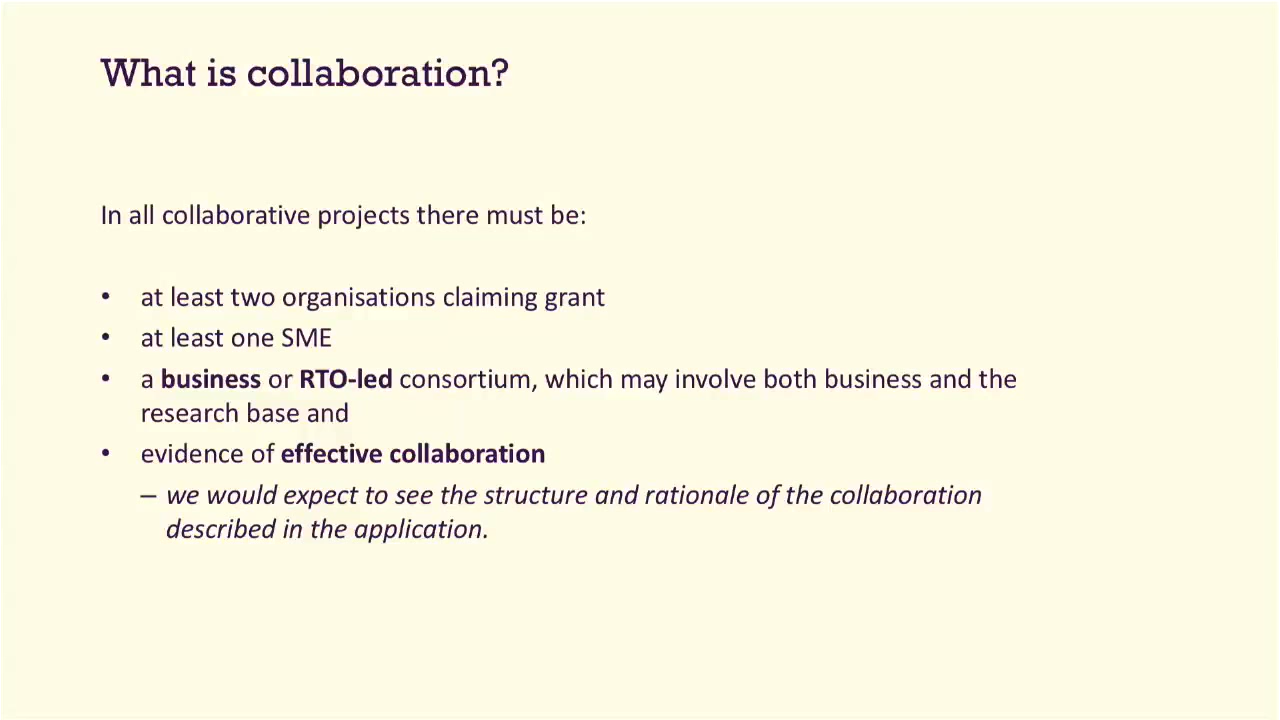 What is collaboration?
In all collaborative projects there must be:
• at least two organisations claiming grant
• at least one SME
• a business or RTO-led consortium, which may involve both business and the
research base and
• evidence of effective collaboration
– we would expect to see the structure and rationale of the collaboration
described in the application.